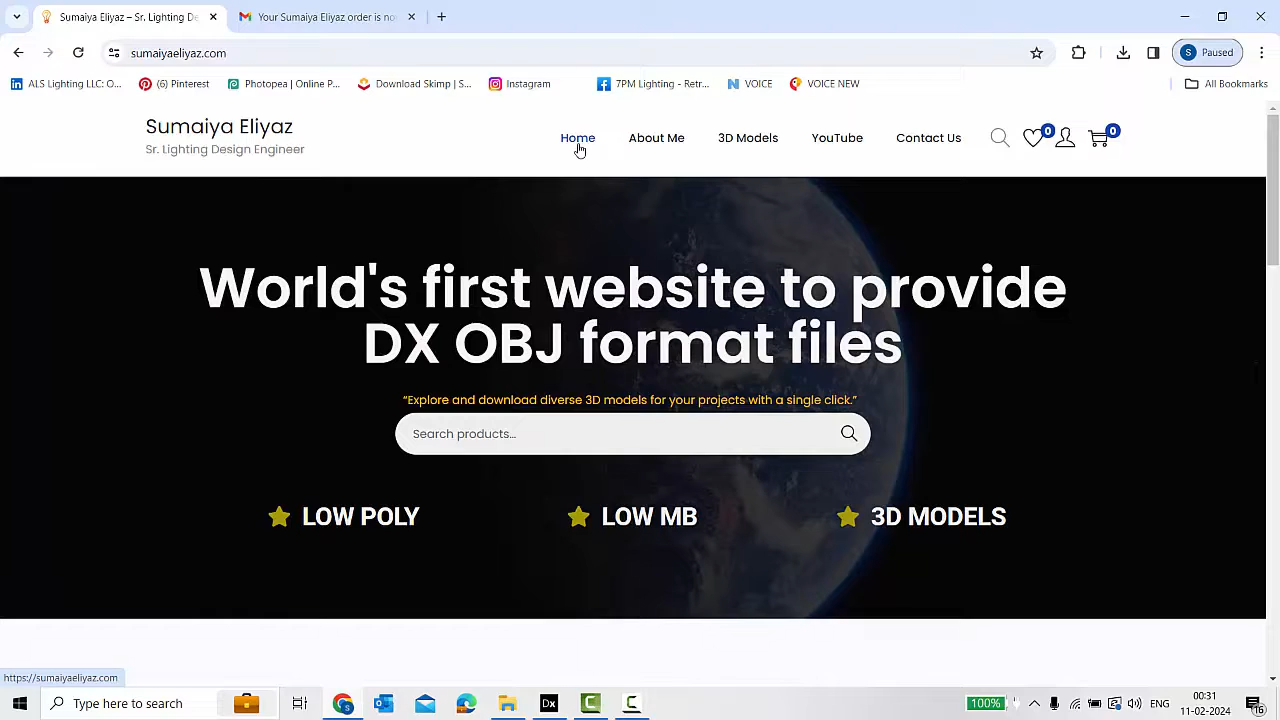 Sumaiya Eliyaz – Sr. Lighting De
Your Sumaiya Eliyaz order is no
sumaiyaeliyaz.com
S Paused
ALS Lighting LLC: O...
(6) Pinterest
Photopea | Online P...
Download Skimp | S...
Instagram
7PM Lighting - Retr...
VOICE
VOICE NEW
All Bookmarks
Sumaiya Eliyaz
Sr. Lighting Design Engineer
Home
About Me
3D Models
YouTube
Contact Us
0
0
World's first website to provide
DX OBJ format files
“Explore and download diverse 3D models for your projects with a single click.”
Search products...
LOW POLY
LOW MB
3D MODELS
https://sumaiyaeliyaz.com
Type here to search
Dx
100%
ENG
00:31
11-02-2024
16